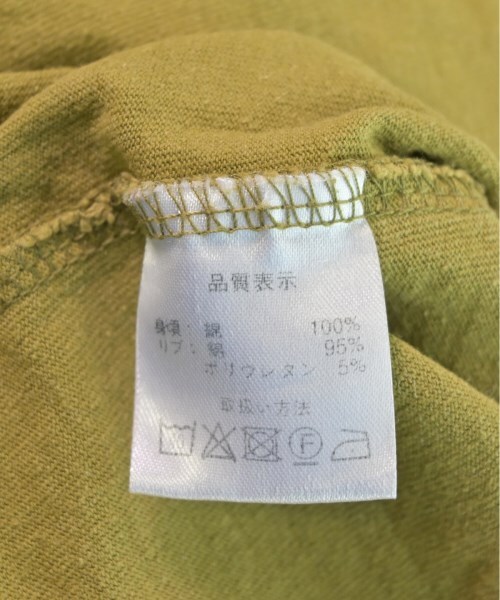 品質表示
身頃: 綿 100%
リブ: 綿 95%
ポリウレタン 5%
取扱い方法
F